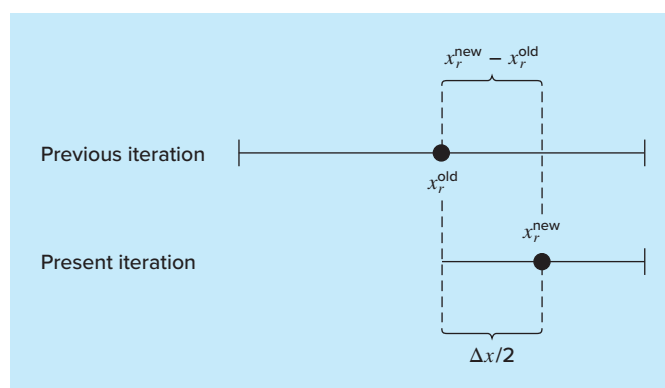 x_r^new − x_r^old
Previous iteration
x_r^old
x_r^new
Present iteration
Δx/2